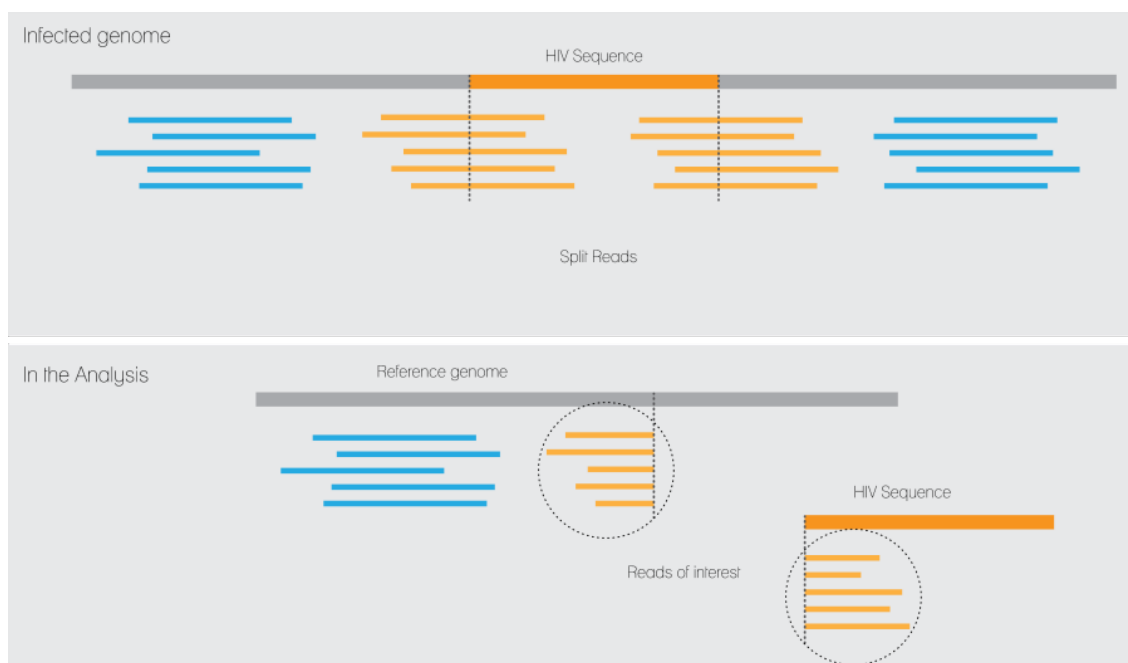 Infected genome
HIV Sequence
Split Reads
In the Analysis
Reference genome
HIV Sequence
Reads of interest